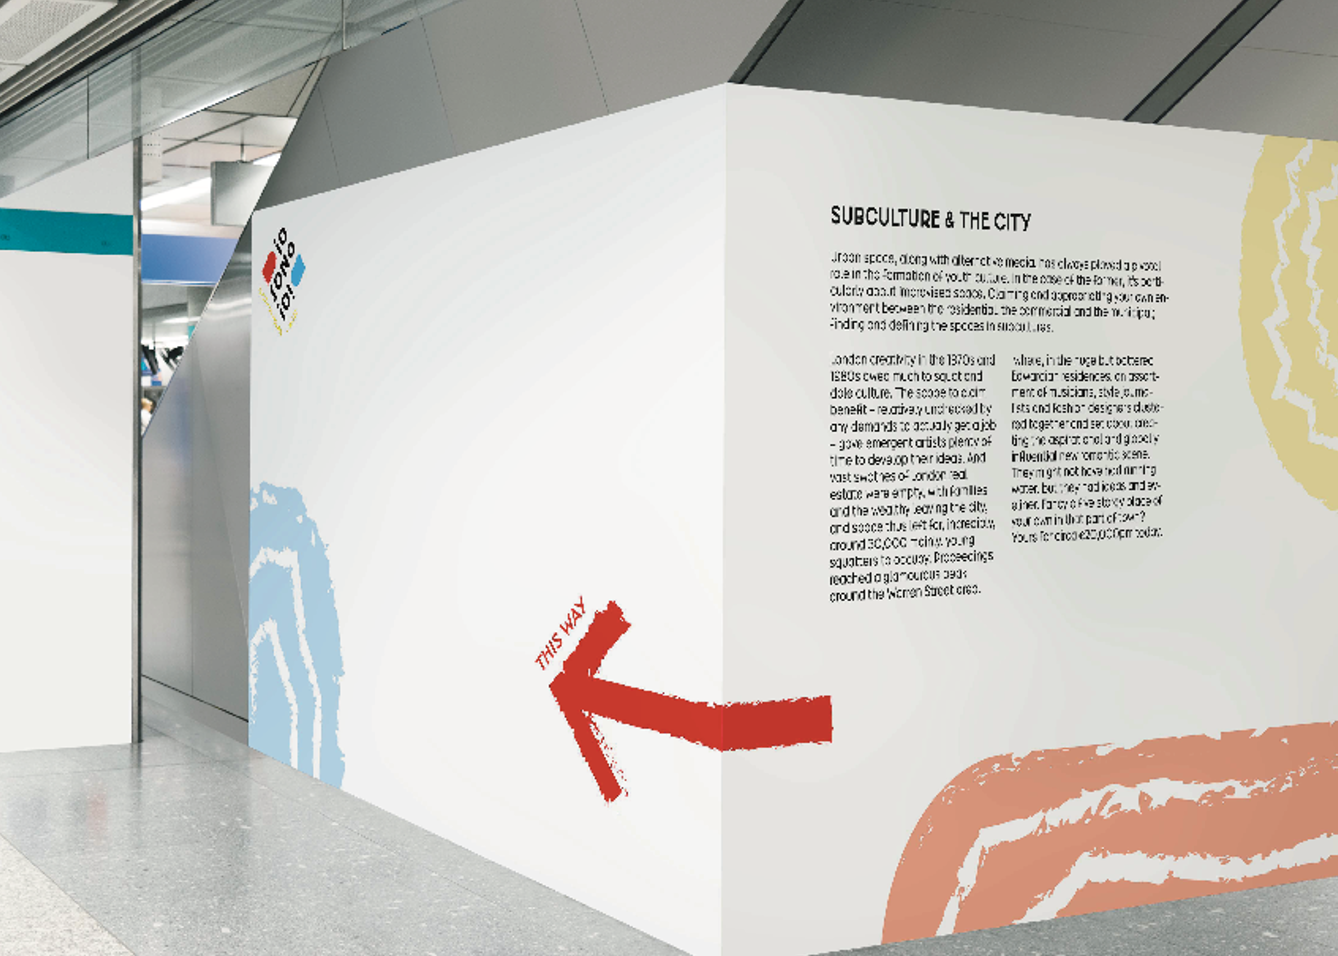 SUBCULTURE & THE CITY
Urban space, along with alternative media, has always played a pivotal
role in the formation of youth culture. In the case of the former, it's parti-
cularly about improvised space. Claiming and appropriating your own en-
vironment between the residential, the commercial and the municipal;
finding and defining the spaces in subcultures.
London creativity in the 1970s and
1980s owed much to squat and
dole culture. The scope to claim
benefit – relatively unchecked by
any demands to actually get a job
– gave emergent artists plenty of
time to develop their ideas. And
vast swathes of London real
estate were empty, with families
and the wealthy leaving the city,
and space thus left for, incredibly,
around 30,000 mainly young
squatters to occupy. Proceedings
reached a glamourous peak
around the Warren Street area.
where, in the huge but battered
Edwardian residences, an assort-
ment of musicians, style journa-
lists and fashion designers cluste-
red together and set about crea-
ting the aspirational and globally
influential new romantic scene.
They might not have had running
water, but they had ideas and ey-
eliner. Fancy a five storey place of
your own in that part of town?
Yours for circa £20,000pm today.
THIS WAY